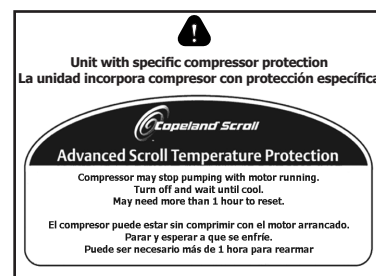 Unit with specific compressor protection
La unidad incorpora compresor con protección específica
Copeland Scroll
Advanced Scroll Temperature Protection
Compressor may stop pumping with motor running.
Turn off and wait until cool.
May need more than 1 hour to reset.
El compresor puede estar sin comprimir con el motor arrancado.
Parar y esperar a que se enfríe.
Puede ser necesario más de 1 hora para rearmar